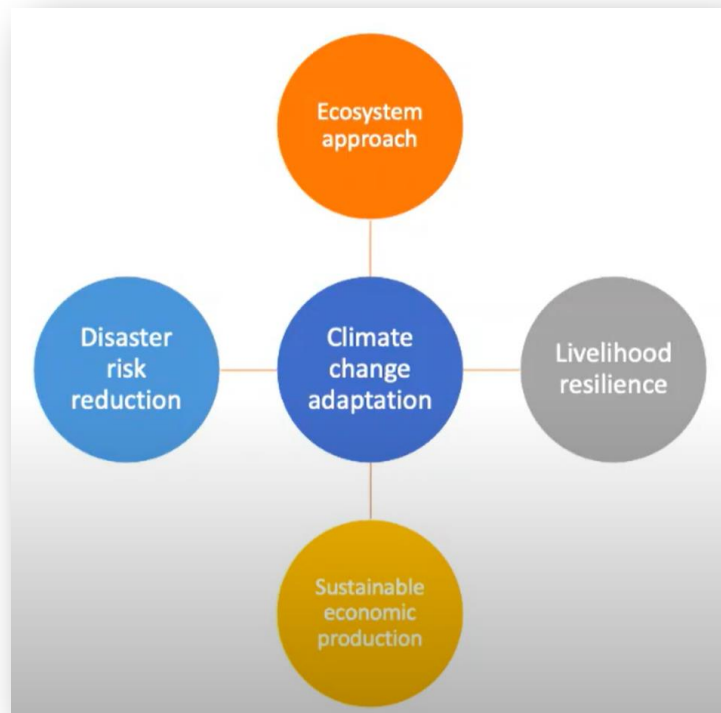 Ecosystem
approach
Disaster
risk
reduction
Climate
change
adaptation
Livelihood
resilience
Sustainable
economic
production